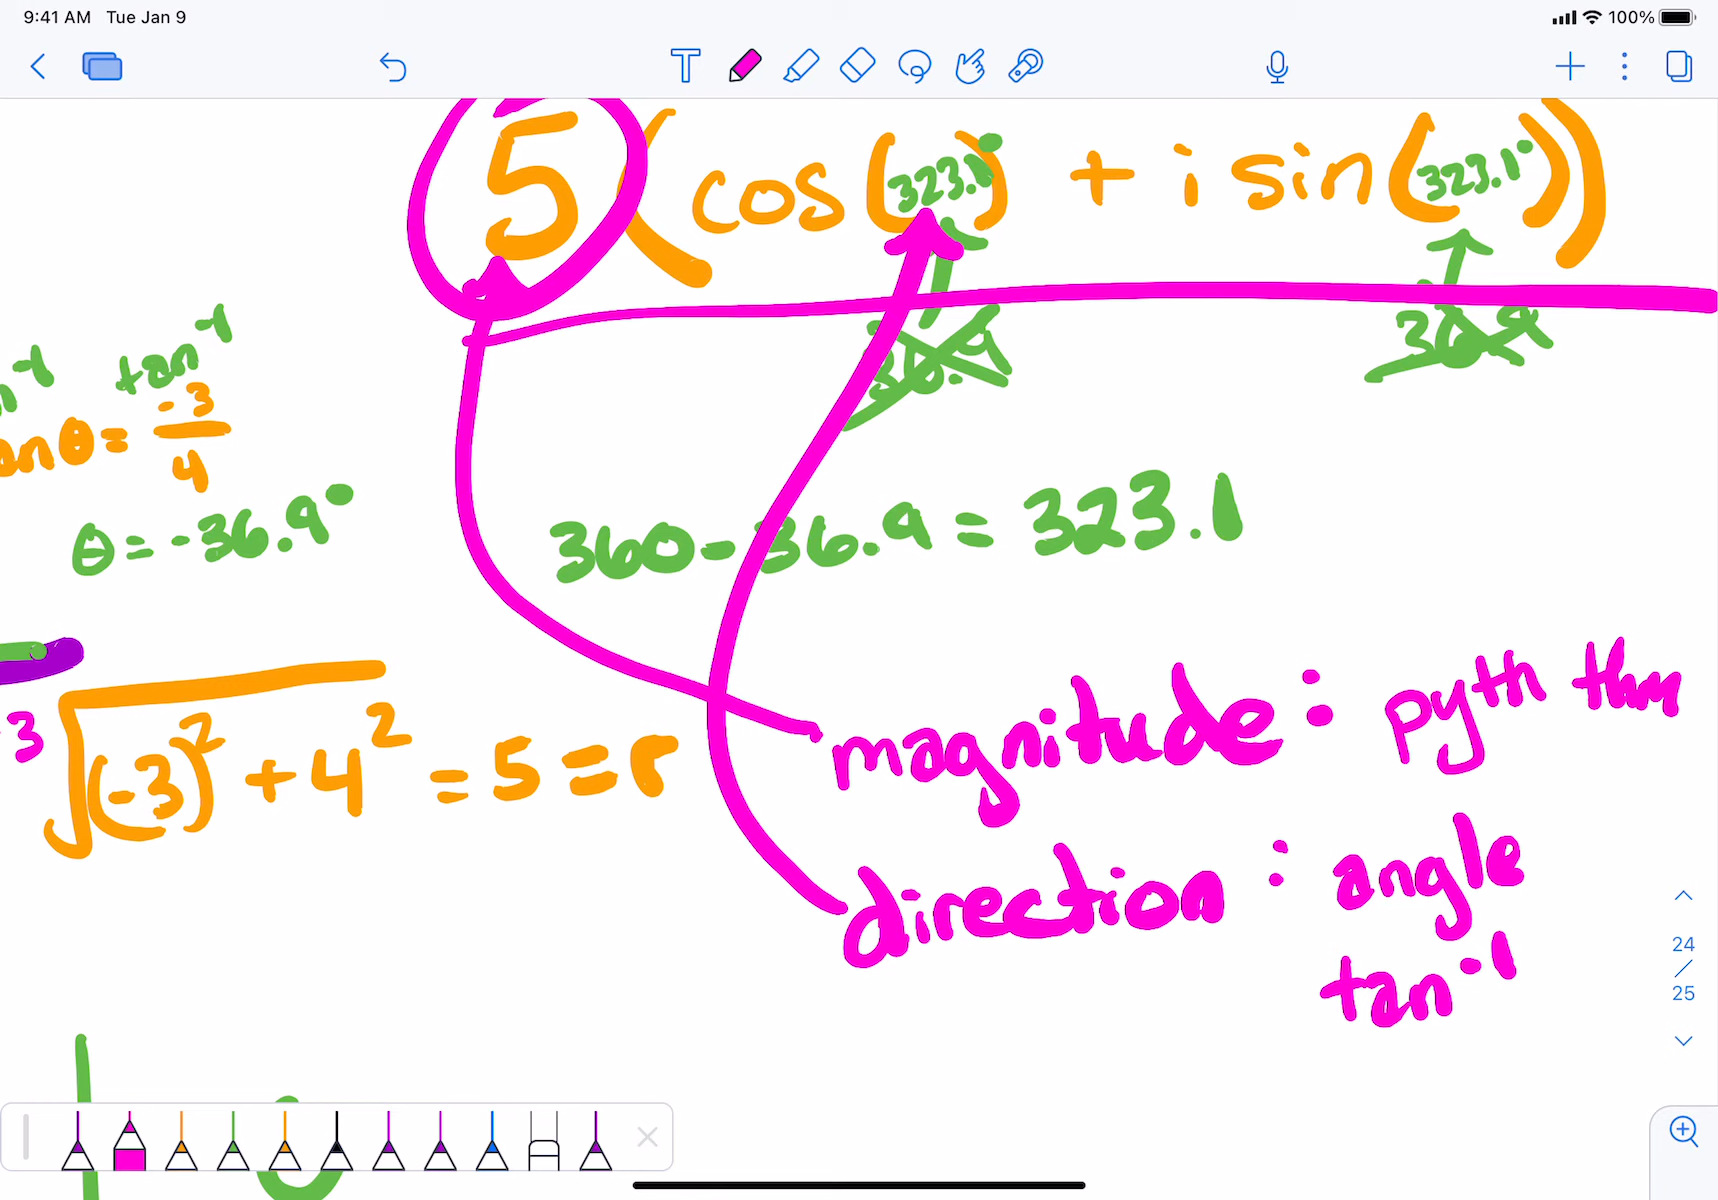 9:41 AM Tue Jan 9 100%
5 (cos(323.1°) + i sin(323.1°))
36.9 36.9
tan⁻¹
anθ = -3/4
θ = -36.9°
360 - 36.9 = 323.1
3
√(-3)² + 4² = 5 = r
magnitude : pyth thm
direction : angle
tan⁻¹
24
/
25